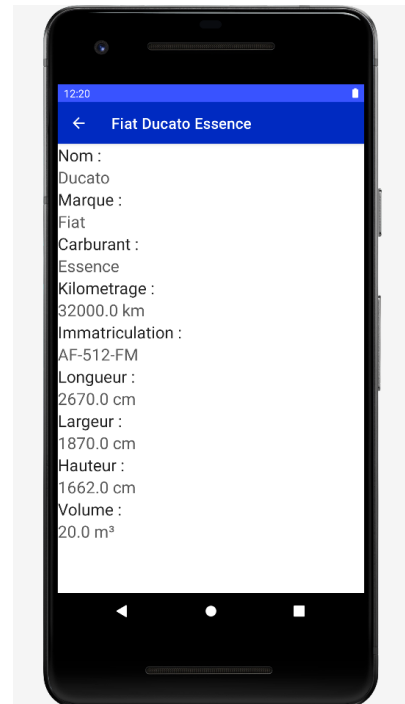 12:20
Fiat Ducato Essence
Nom :
Ducato
Marque :
Fiat
Carburant :
Essence
Kilometrage :
32000.0 km
Immatriculation :
AF-512-FM
Longueur :
2670.0 cm
Largeur :
1870.0 cm
Hauteur :
1662.0 cm
Volume :
20.0 m³